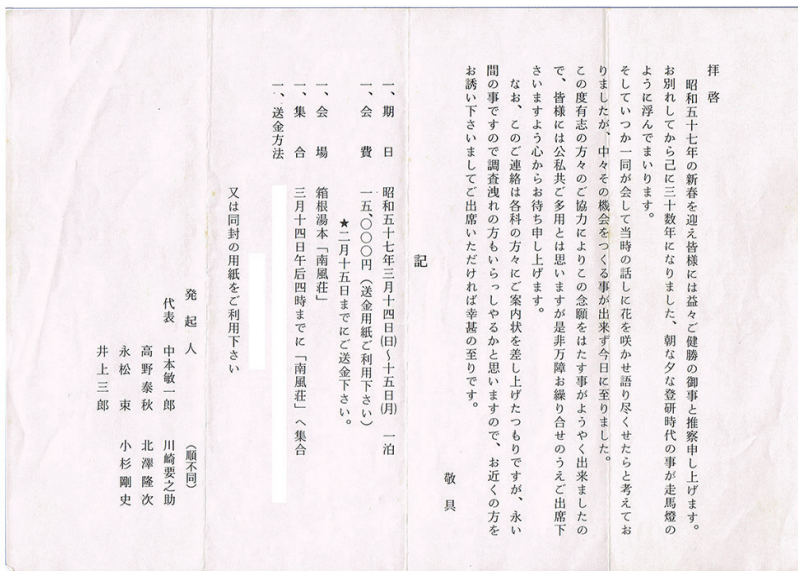 拝啓
昭和五十七年の新春を迎え皆様には益々ご健勝の御事と推察申し上げます。
お別れしてから己に三十数年になりました、朝な夕な登研時代の事が走馬燈の
ように浮んでまいります。
そしていつか一同が会して当時の話しに花を咲かせ語り尽くせたらと考えてお
りましたが、中々その機会をつくる事が出来ず今日に至りました。
この度有志の方々のご協力によりこの念願をはたす事がようやく出来ましたの
で、皆様には公私共ご多用とは思いますが是非万障お繰り合せのうえご出席下
さいますよう心からお待ち申し上げます。
なお、このご連絡は各科の方々にご案内状を差し上げたつもりですが、永い
間の事ですので調査洩れの方もいらっしやるかと思いますので、お近くの方を
お誘い下さいましてご出席いただければ幸甚の至りです。
敬具
記
一、期日 昭和五十七年三月十四日(日)〜十五日(月) 一泊
一、会費 一五、〇〇〇円(送金用紙ご利用下さい)
★二月十五日までにご送金下さい。
一、会場 箱根湯本「南風荘」
一、集合 三月十四日午后四時までに「南風荘」へ集合
一、送金方法
又は同封の用紙をご利用下さい
発起人 (順不同)
代表 中本敏一郎 川崎要之助
高野泰秋 北澤隆次
永松束 小杉剛史
井上三郎